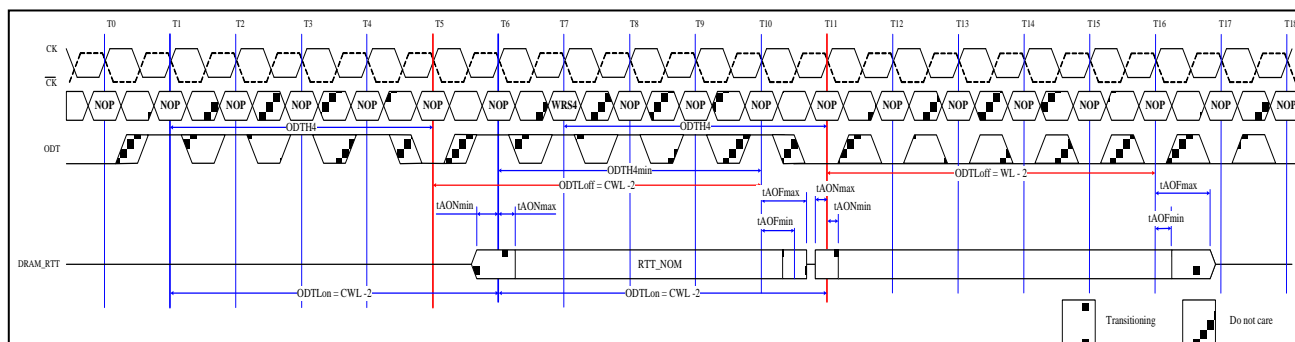 T0 T1 T2 T3 T4 T5 T6 T7 T8 T9 T10 T11 T12 T13 T14 T15 T16 T17 T18
CK
CK
NOP NOP NOP NOP NOP NOP NOP WRS4 NOP NOP NOP NOP NOP NOP NOP NOP NOP NOP NOP
ODTH4 ODTH4
ODT
ODTH4min ODTLoff = WL - 2
ODTLoff = CWL -2
tAOFmax tAONmax tAOFmax
tAONmin tAONmax
tAOFmin tAONmin tAOFmin
DRAM_RTT RTT_NOM
ODTLon = CWL -2 ODTLon = CWL -2
Transitioning Do not care